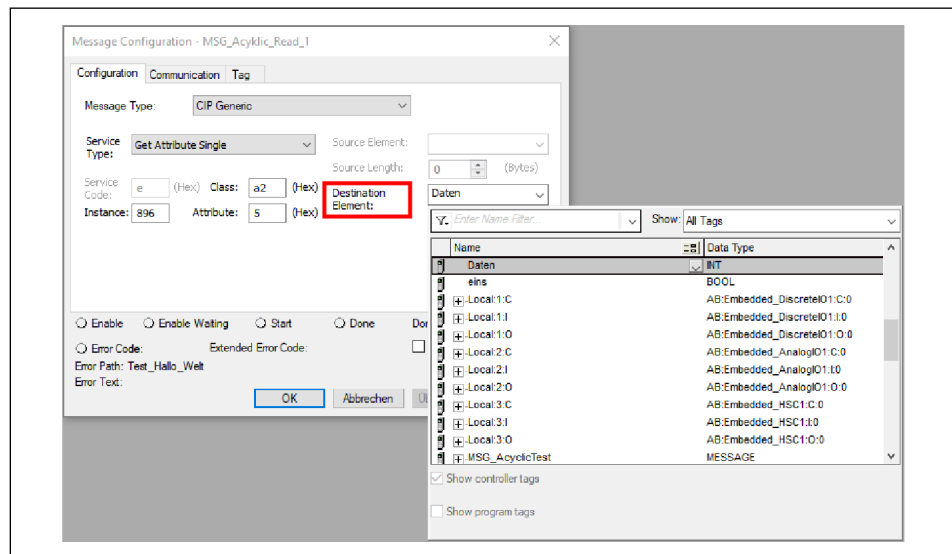 Message Configuration - MSG_Acyklic_Read_1
Configuration Communication Tag
Message Type: CIP Generic
Service Type: Get Attribute Single
Source Element:
Source Length: 0 (Bytes)
Service Code: e (Hex) Class: a2 (Hex)
Destination Element: Daten
Instance: 896 Attribute: 5 (Hex)
Enter Name Filter...
Show: All Tags
Name Data Type
Daten INT
eins BOOL
Local:1:C AB:Embedded_DiscreteIO1:C:0
Local:1:I AB:Embedded_DiscreteIO1:I:0
Local:1:O AB:Embedded_DiscreteIO1:O:0
Local:2:C AB:Embedded_AnalogIO1:C:0
Local:2:I AB:Embedded_AnalogIO1:I:0
Local:2:O AB:Embedded_AnalogIO1:O:0
Local:3:C AB:Embedded_HSC1:C:0
Local:3:I AB:Embedded_HSC1:I:0
Local:3:O AB:Embedded_HSC1:O:0
MSG_AcyclicTest MESSAGE
Show controller tags
Show program tags
Enable Enable Waiting Start Done
Error Code: Extended Error Code:
Error Path: Test_Hallo_Welt
Error Text:
OK Abbrechen